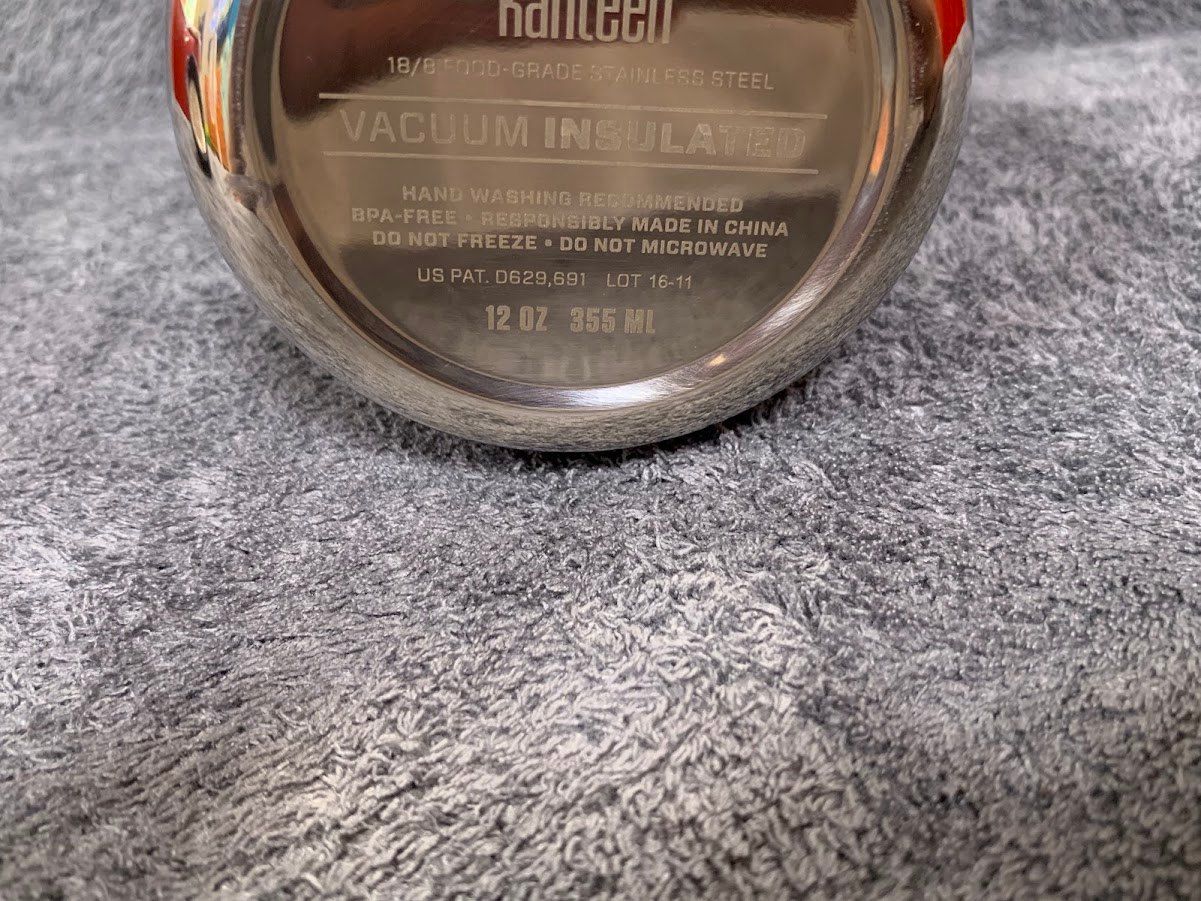 Kanteen
18/8 FOOD-GRADE STAINLESS STEEL
VACUUM INSULATED
HAND WASHING RECOMMENDED
BPA-FREE • RESPONSIBLY MADE IN CHINA
DO NOT FREEZE • DO NOT MICROWAVE
US PAT. D629,691 LOT 16-11
12 OZ 355 ML